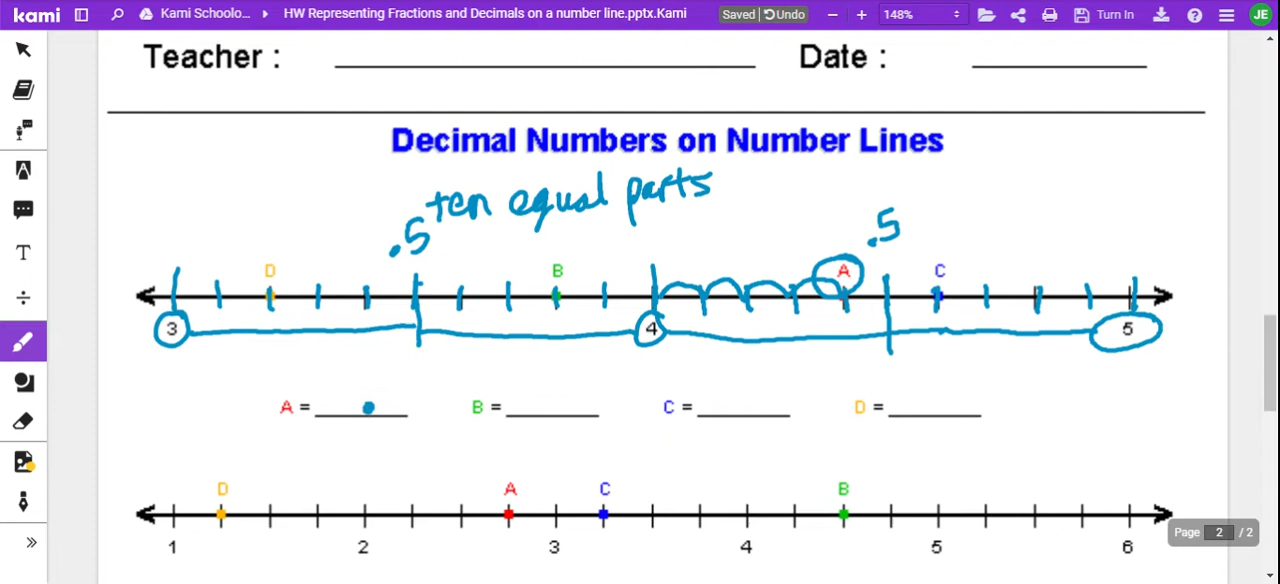 kami Kami Schoolo... HW Representing Fractions and Decimals on a number line.pptx.Kami Saved Undo 148% Turn In JE
Teacher : Date :
Decimal Numbers on Number Lines
ten equal parts
.5 .5
D B A C
3 4 5
A = B = C = D =
D A C B
1 2 3 4 5 6
Page 2 / 2